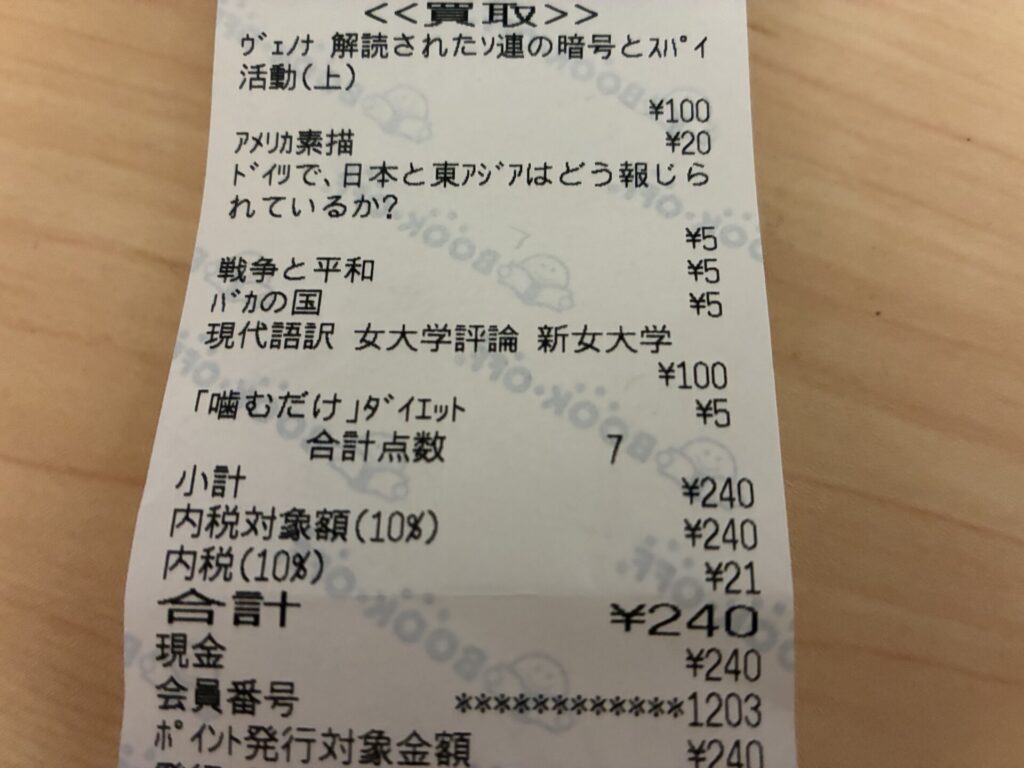 <<買取>>
ヴェノナ 解読されたソ連の暗号とスパイ
活動(上)
¥100
アメリカ素描 ¥20
ドイツで、日本と東アジアはどう報じら
れているか?
¥5
戦争と平和 ¥5
バカの国 ¥5
現代語訳 女大学評論 新女大学
¥100
「噛むだけ」ダイエット ¥5
合計点数 7
小計 ¥240
内税対象額(10%) ¥240
内税(10%) ¥21
合計 ¥240
現金 ¥240
会員番号 ************1203
ポイント発行対象金額 ¥240